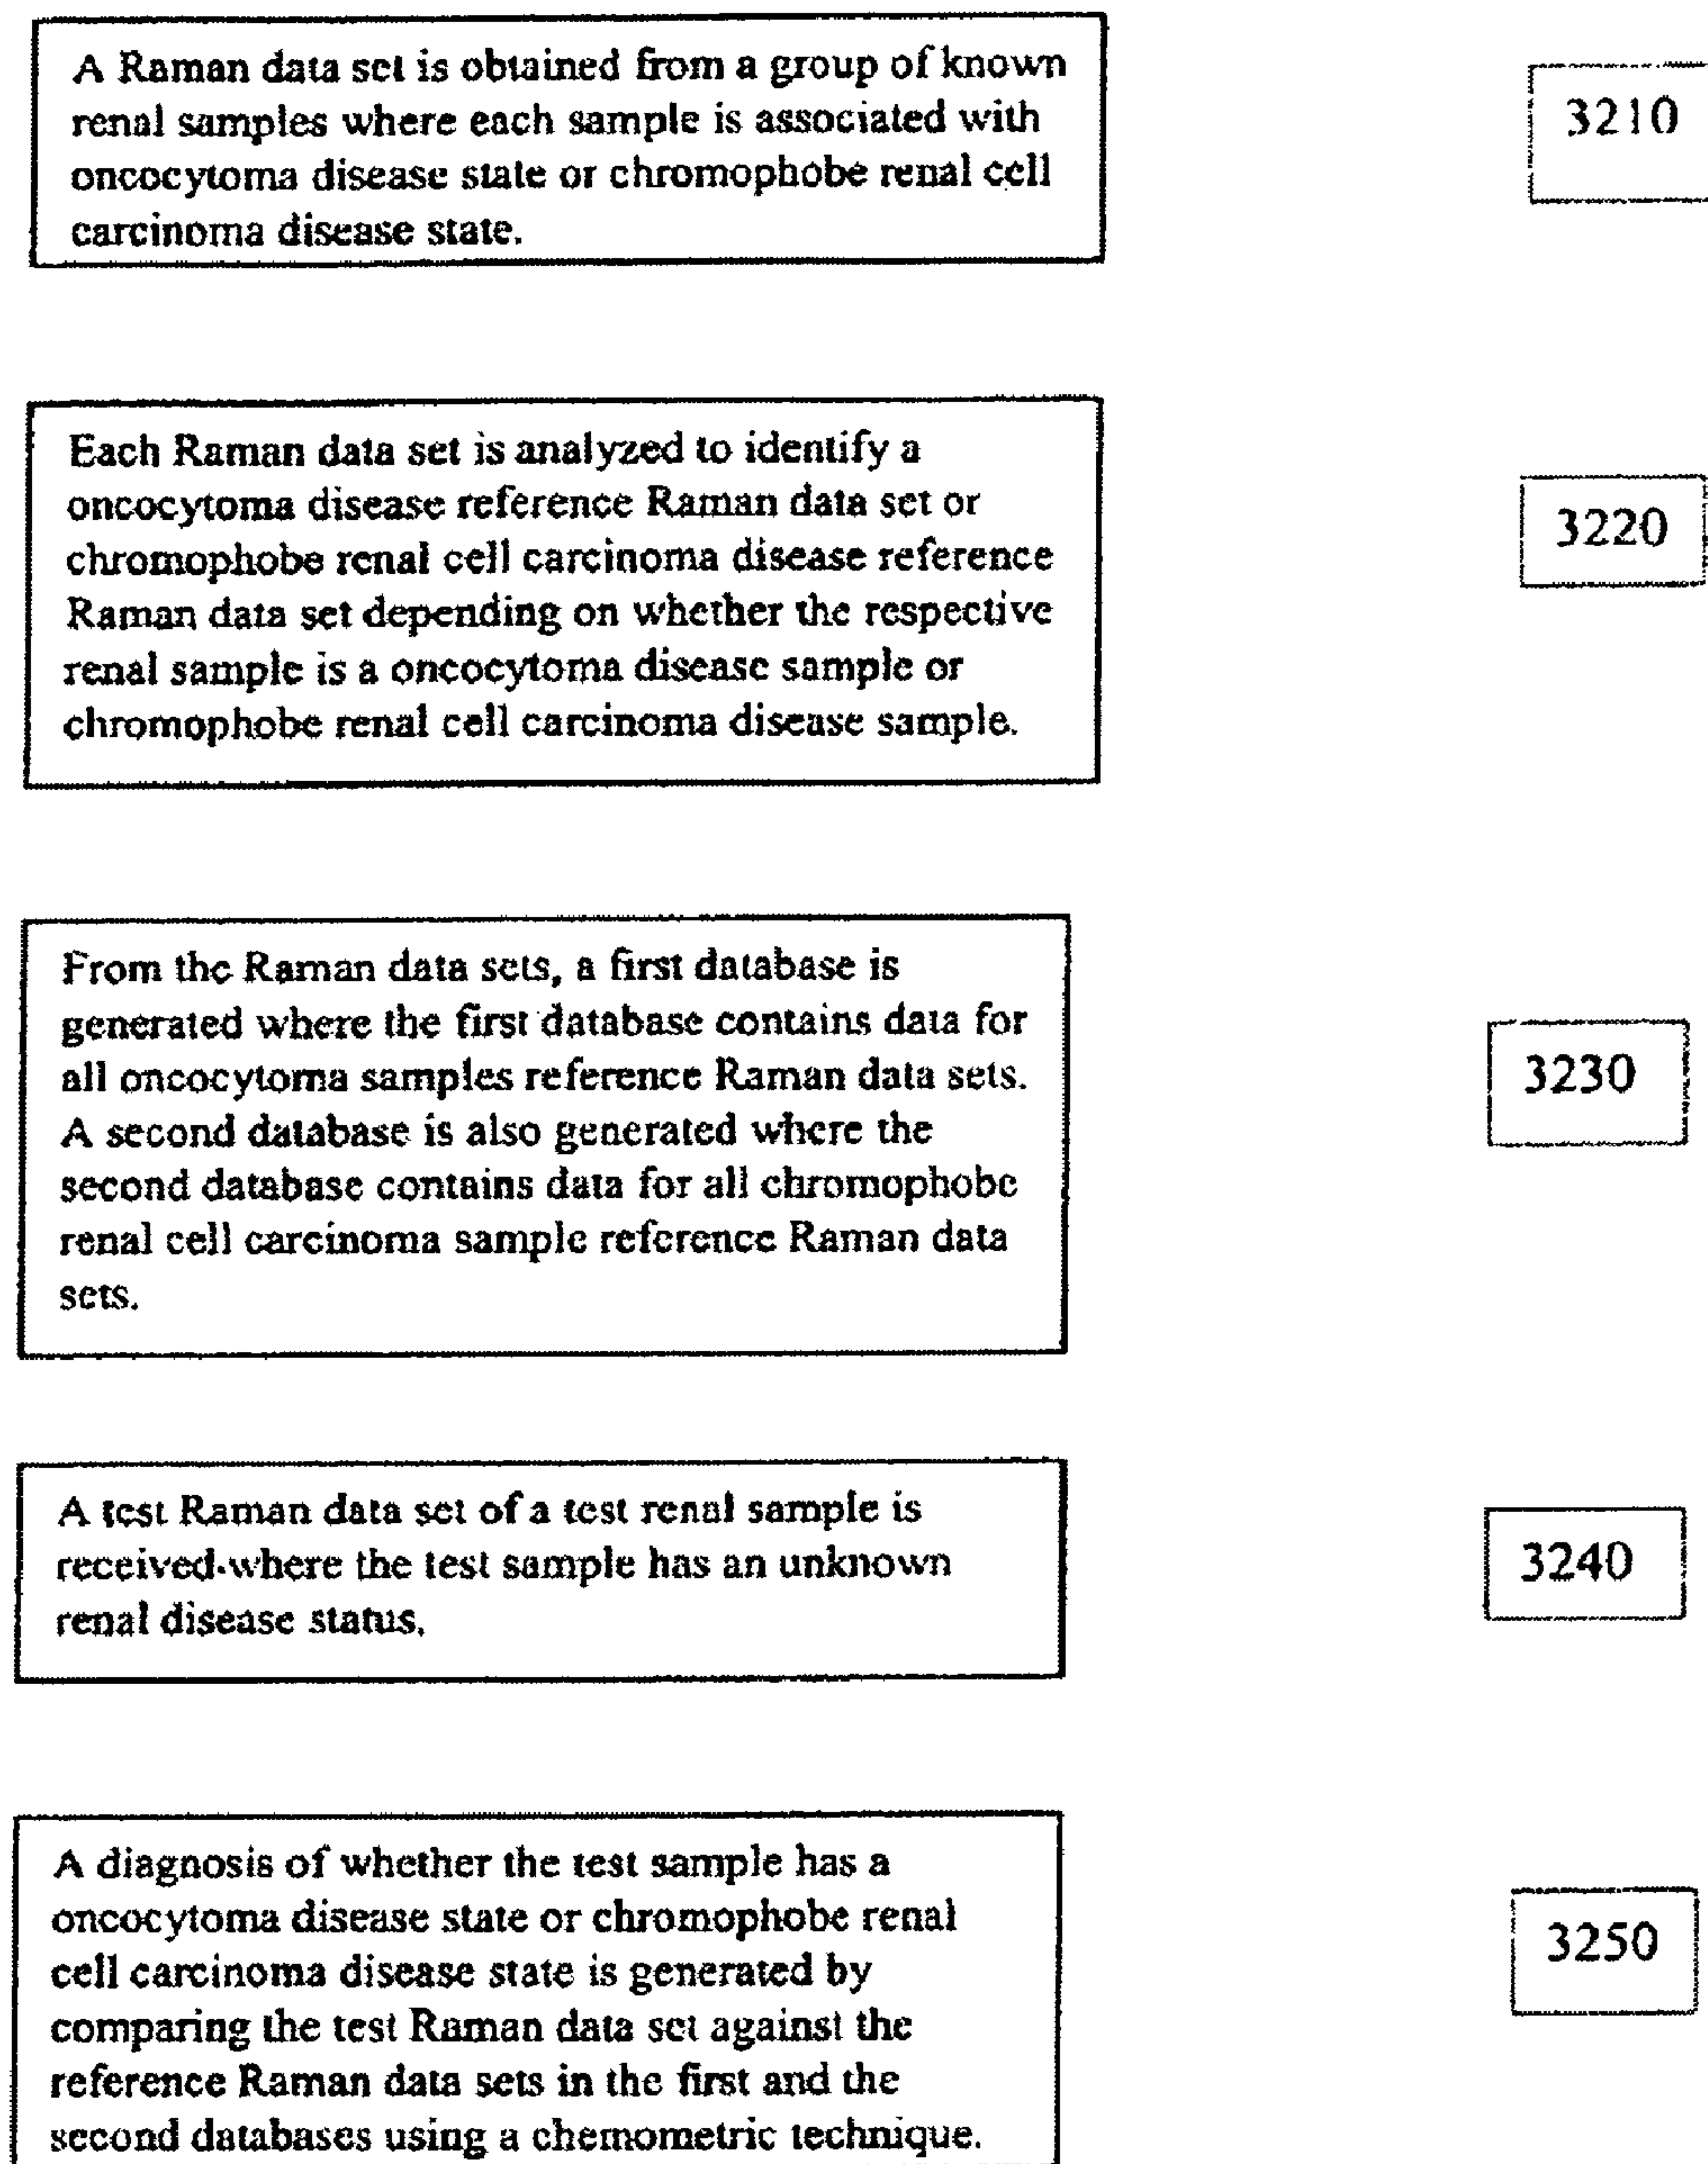 A Raman data set is obtained from a group of known
renal samples where each sample is associated with
oncocytoma disease state or chromophobe renal cell
carcinoma disease state.
3210
Each Raman data set is analyzed to identify a
oncocytoma disease reference Raman data set or
chromophobe renal cell carcinoma disease reference
Raman data set depending on whether the respective
renal sample is a oncocytoma disease sample or
chromophobe renal cell carcinoma disease sample.
3220
From the Raman data sets, a first database is
generated where the first database contains data for
all oncocytoma samples reference Raman data sets.
A second database is also generated where the
second database contains data for all chromophobe
renal cell carcinoma sample reference Raman data
sets.
3230
A test Raman data set of a test renal sample is
received where the test sample has an unknown
renal disease status.
3240
A diagnosis of whether the test sample has a
oncocytoma disease state or chromophobe renal
cell carcinoma disease state is generated by
comparing the test Raman data set against the
reference Raman data sets in the first and the
second databases using a chemometric technique.
3250